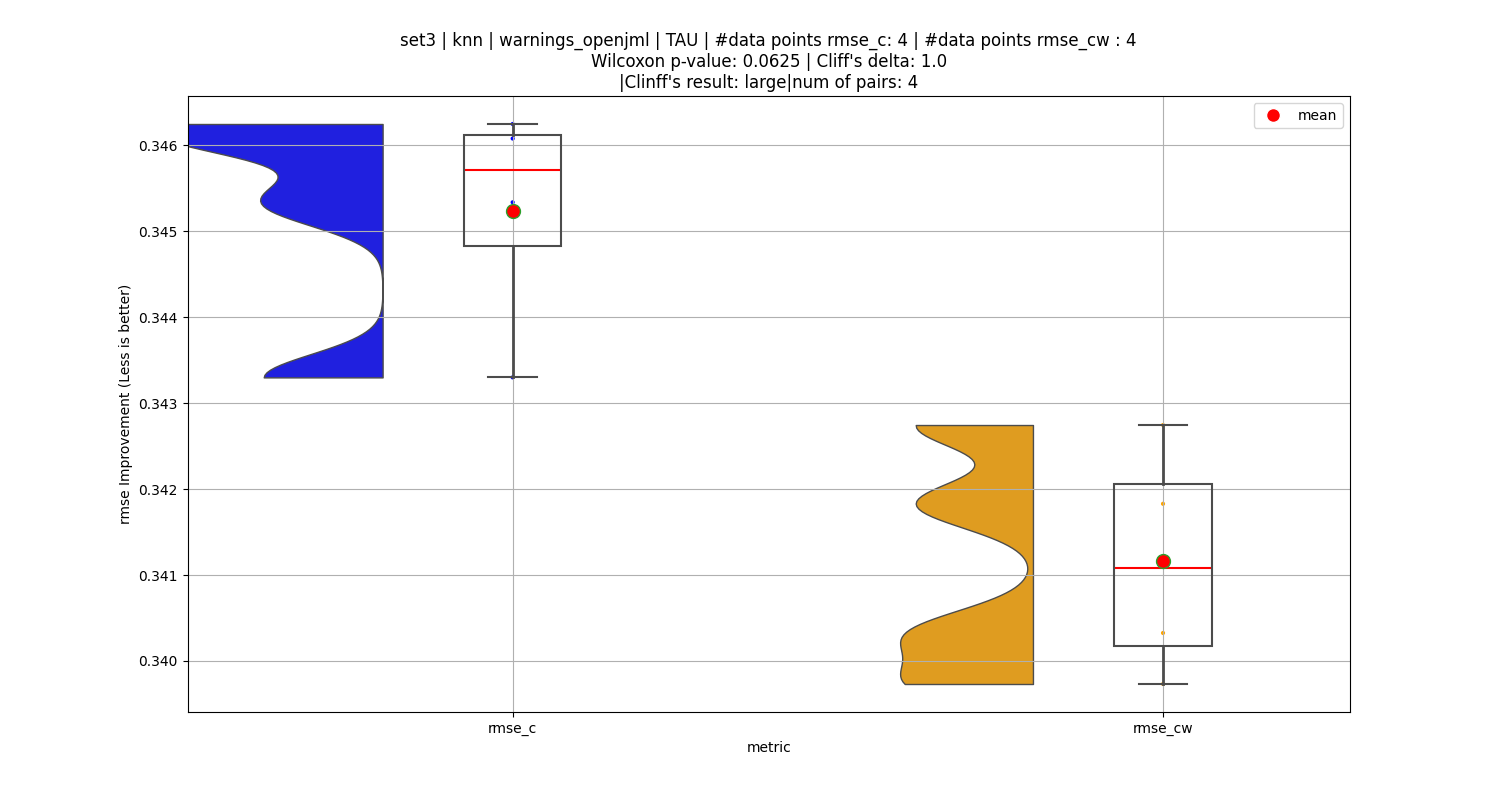 set3 | knn | warnings_openjml | TAU | #data points rmse_c: 4 | #data points rmse_cw : 4
Wilcoxon p-value: 0.0625 | Cliff's delta: 1.0
|Clinff's result: large|num of pairs: 4
mean
0.346
0.345
0.344
0.343
0.342
0.341
0.340
rmse Improvement (Less is better)
rmse_c
rmse_cw
metric